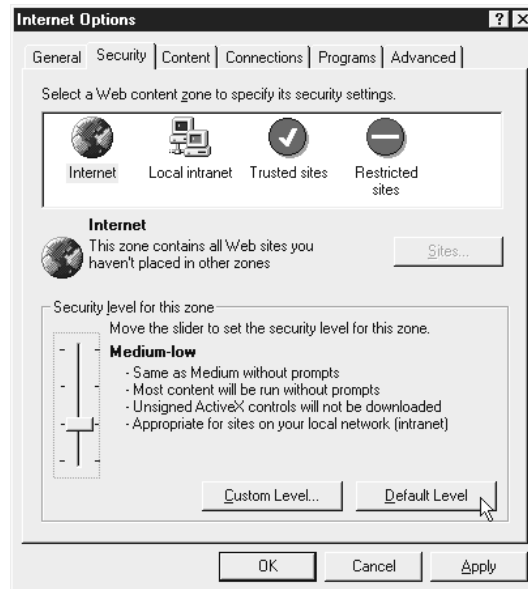 Internet Options
? X
General Security Content Connections Programs Advanced
Select a Web content zone to specify its security settings.
Internet Local intranet Trusted sites Restricted
sites
Internet
This zone contains all Web sites you
haven't placed in other zones
Sites...
Security level for this zone
Move the slider to set the security level for this zone.
Medium-low
- Same as Medium without prompts
- Most content will be run without prompts
- Unsigned ActiveX controls will not be downloaded
- Appropriate for sites on your local network (intranet)
Custom Level... Default Level
OK Cancel Apply